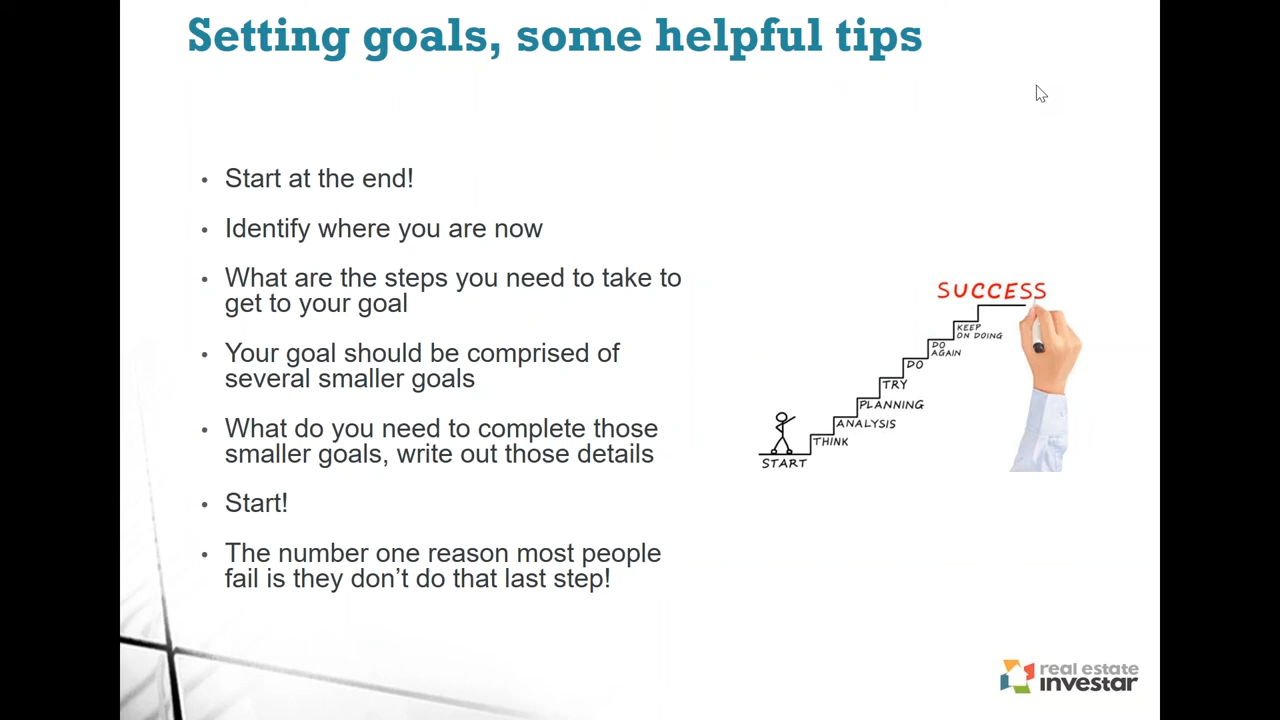 Setting goals, some helpful tips
• Start at the end!
• Identify where you are now
• What are the steps you need to take to
get to your goal
• Your goal should be comprised of
several smaller goals
• What do you need to complete those
smaller goals, write out those details
• Start!
• The number one reason most people
fail is they don’t do that last step!
SUCCESS
KEEP
ON DOING
DO
AGAIN
DO
TRY
PLANNING
ANALYSIS
THINK
START
real estate
investar